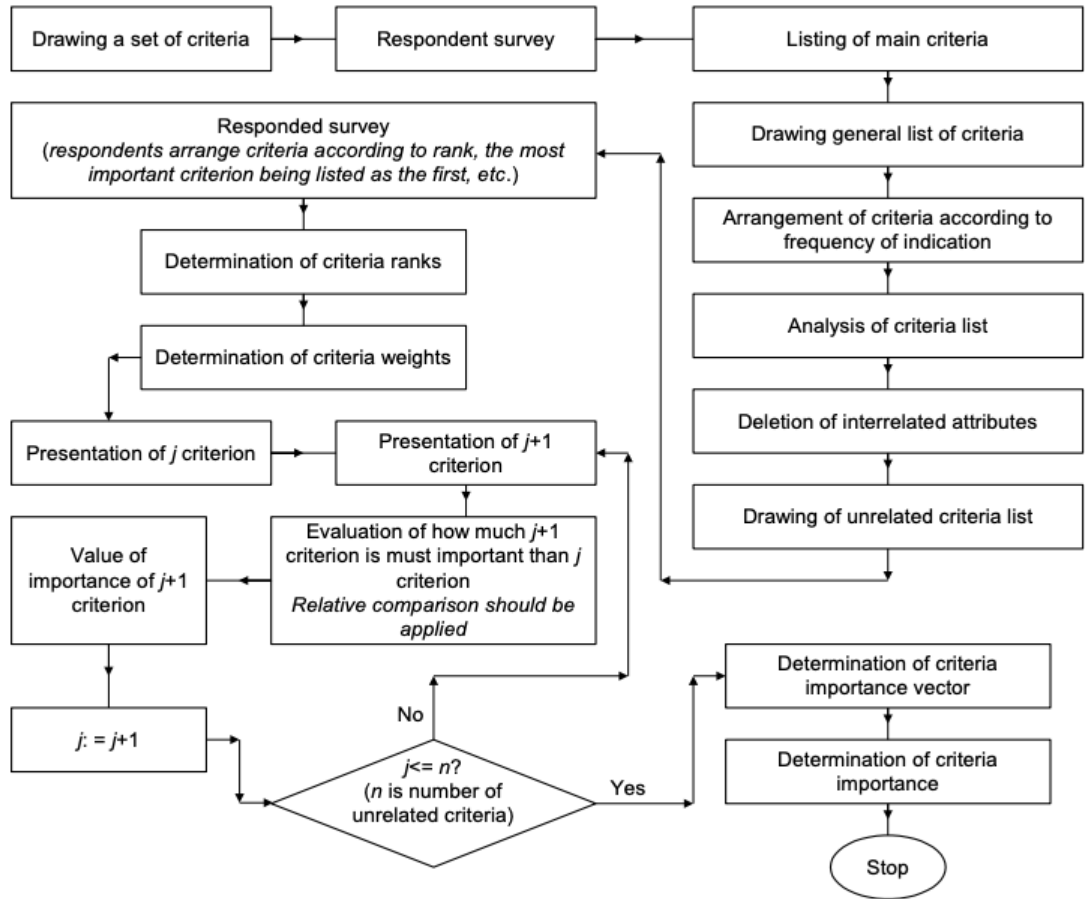 Drawing a set of criteria
Respondent survey
Listing of main criteria
Drawing general list of criteria
Arrangement of criteria according to
frequency of indication
Analysis of criteria list
Deletion of interrelated attributes
Drawing of unrelated criteria list
Responded survey
(respondents arrange criteria according to rank, the most
important criterion being listed as the first, etc.)
Determination of criteria ranks
Determination of criteria weights
Presentation of j criterion
Presentation of j+1
criterion
Evaluation of how much j+1
criterion is must important than j
criterion
Relative comparison should be
applied
Value of
importance of j+1
criterion
j: = j+1
j<= n?
(n is number of
unrelated criteria)
No
Yes
Determination of criteria
importance vector
Determination of criteria
importance
Stop